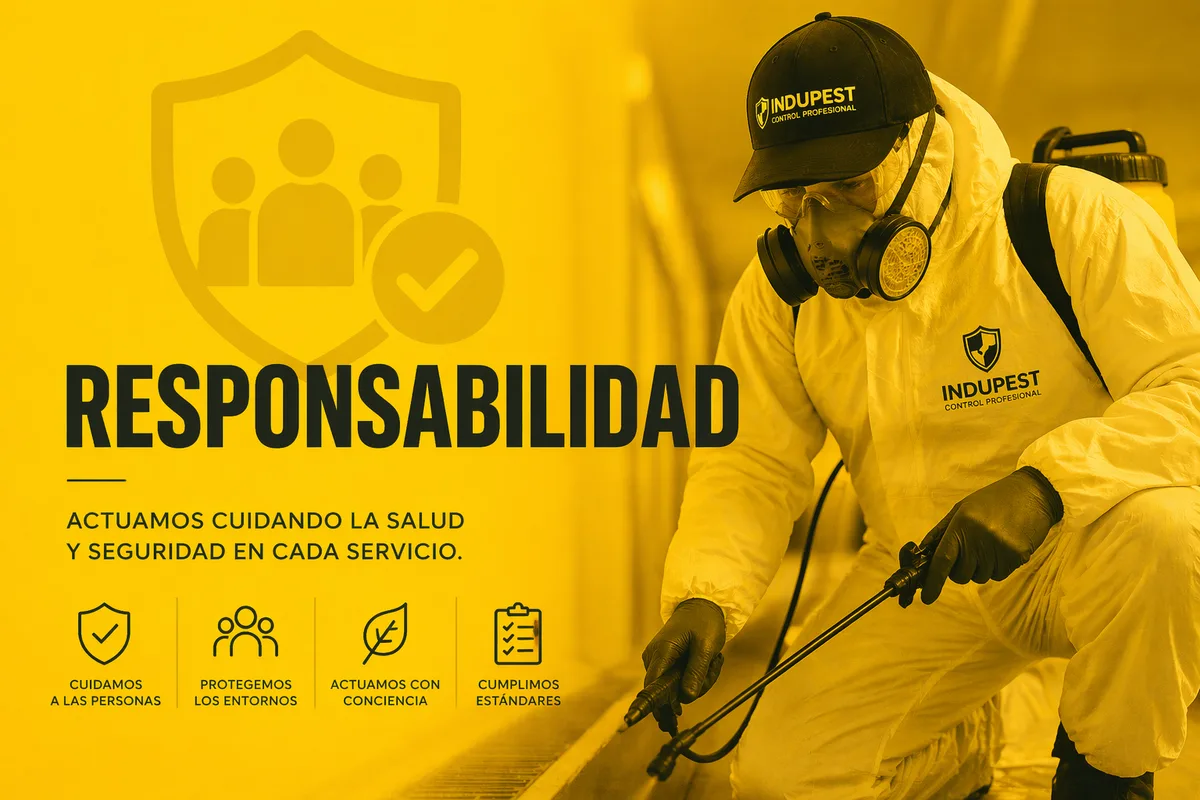 RESPONSABILIDAD
ACTUAMOS CUIDANDO LA SALUD
Y SEGURIDAD EN CADA SERVICIO.
CUIDAMOS
A LAS PERSONAS
PROTEGEMOS
LOS ENTORNOS
ACTUAMOS CON
CONCIENCIA
CUMPLIMOS
ESTÁNDARES
INDUPEST
CONTROL PROFESIONAL
INDUPEST
CONTROL PROFESIONAL